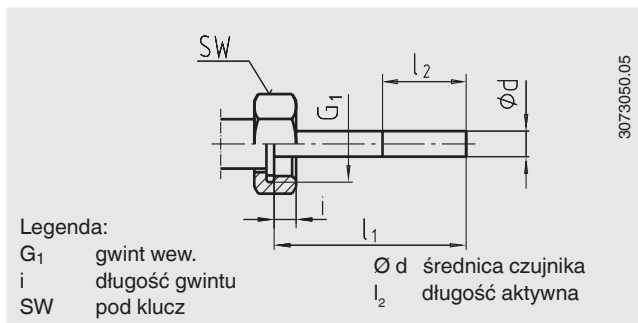 SW
G₁
l₂
Ød
i
l₁
3073050.05
Legenda:
G₁ gwint wew.
i długość gwintu
SW pod klucz
Ø d średnica czujnika
l₂ długość aktywna